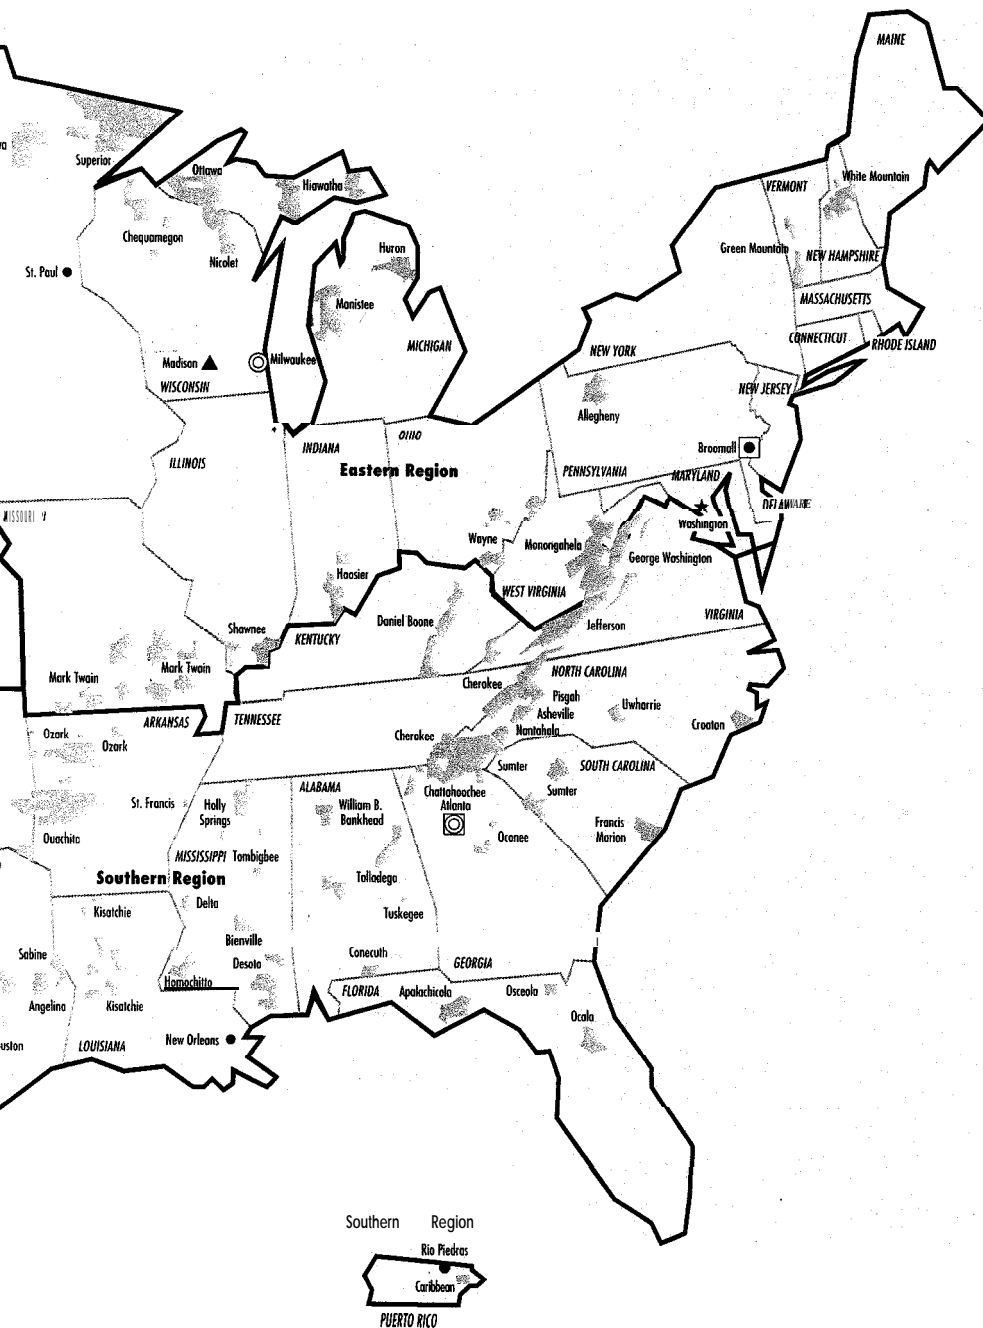 MAINE
Superior
Ottawa
Hiawatha
White Mountain
VERMONT
Chequamegon
Nicolet
Huron
Green Mountain
NEW HAMPSHIRE
St. Paul
Manistee
MASSACHUSETTS
MICHIGAN
CONNECTICUT
RHODE ISLAND
NEW YORK
Madison
Milwaukee
WISCONSIN
NEW JERSEY
Allegheny
OHIO
INDIANA
Broomall
ILLINOIS
Eastern Region
PENNSYLVANIA
MARYLAND
DELAWARE
MISSOURI
Washington
Wayne
Monongahela
George Washington
Hoosier
WEST VIRGINIA
VIRGINIA
Daniel Boone
Jefferson
Shawnee
KENTUCKY
Mark Twain
Mark Twain
Cherokee
NORTH CAROLINA
Pisgah
Uwharrie
Asheville
ARKANSAS
TENNESSEE
Croatan
Nantahala
Ozark
Ozark
Cherokee
Sumter
SOUTH CAROLINA
ALABAMA
Chattahoochee
Sumter
St. Francis
Holly
Springs
William B.
Bankhead
Atlanta
Francis
Marion
Ouachita
Oconee
MISSISSIPPI
Tombigbee
Southern Region
Talladega
Delta
Kisatchie
Tuskegee
Bienville
Sabine
Conecuth
Desoto
GEORGIA
Homochitto
FLORIDA
Apalachicola
Osceola
Angelina
Kisatchie
Ocala
New Orleans
LOUISIANA
Southern Region
Rio Piedras
Caribbean
PUERTO RICO